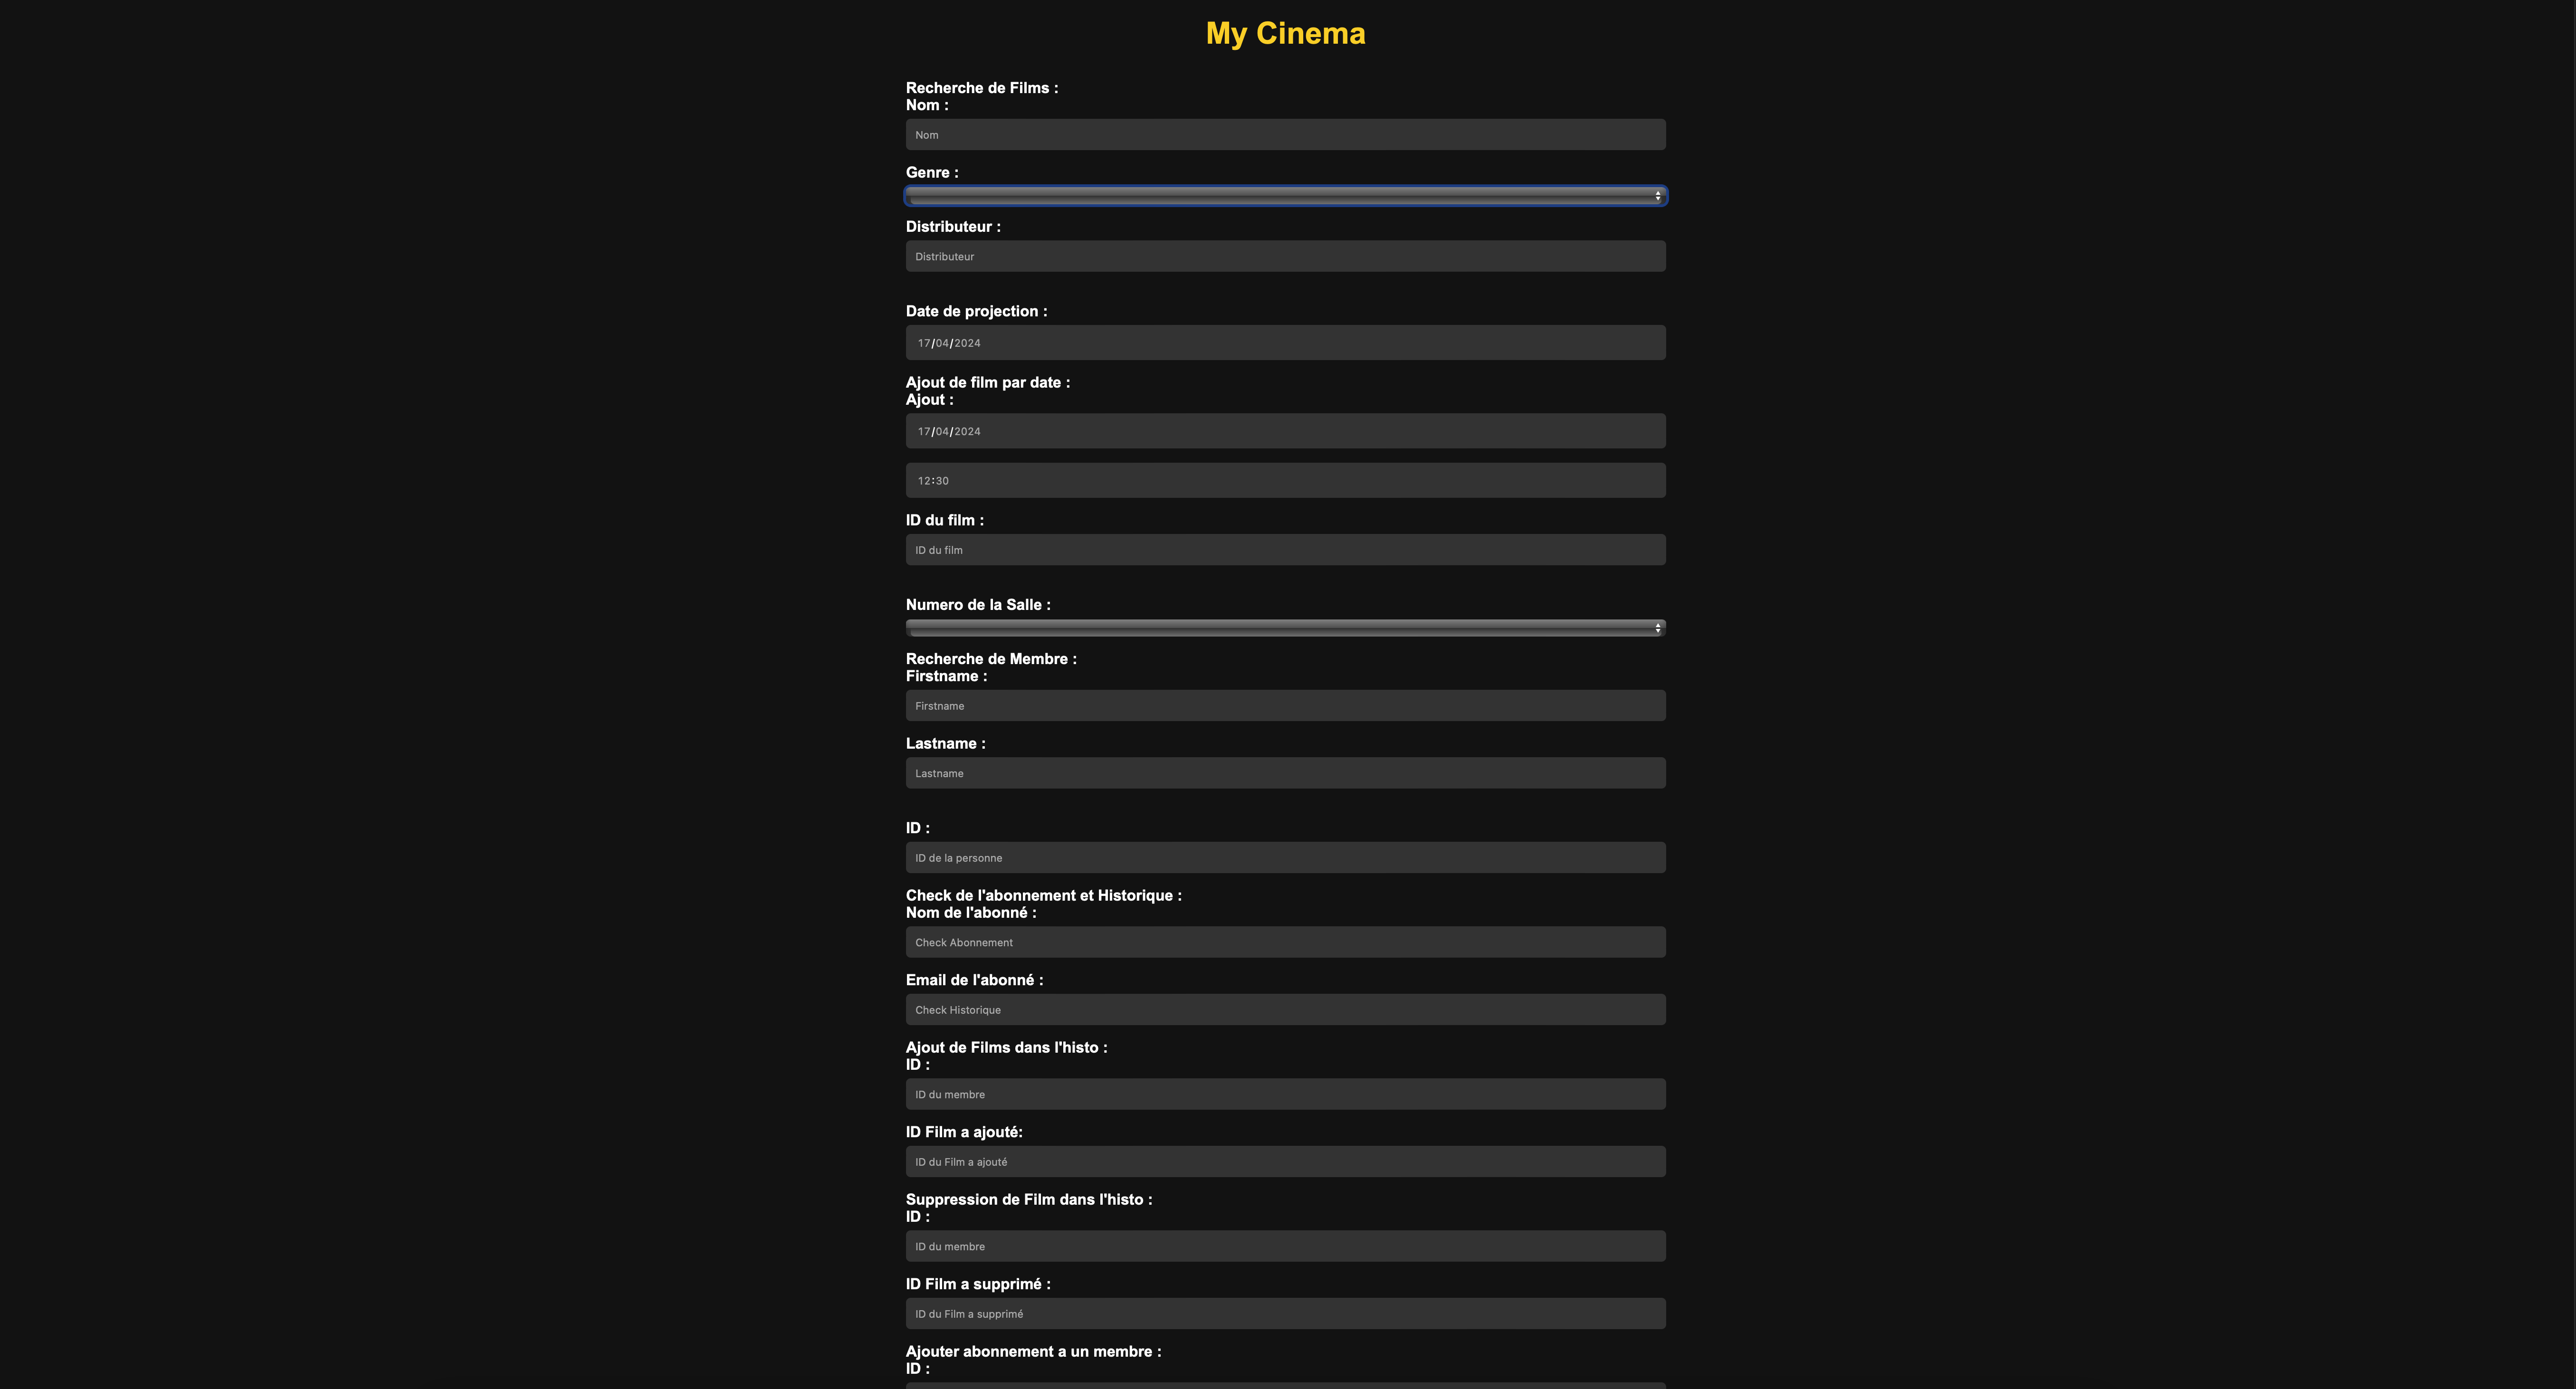 My Cinema
Recherche de Films :
Nom :
Nom
Genre :
Distributeur :
Distributeur
Date de projection :
17/04/2024
Ajout de film par date :
Ajout :
17/04/2024
12:30
ID du film :
ID du film
Numero de la Salle :
Recherche de Membre :
Firstname :
Firstname
Lastname :
Lastname
ID :
ID de la personne
Check de l'abonnement et Historique :
Nom de l'abonné :
Check Abonnement
Email de l'abonné :
Check Historique
Ajout de Films dans l'histo :
ID :
ID du membre
ID Film a ajouté:
ID du Film a ajouté
Suppression de Film dans l'histo :
ID :
ID du membre
ID Film a supprimé :
ID du Film a supprimé
Ajouter abonnement a un membre :
ID :